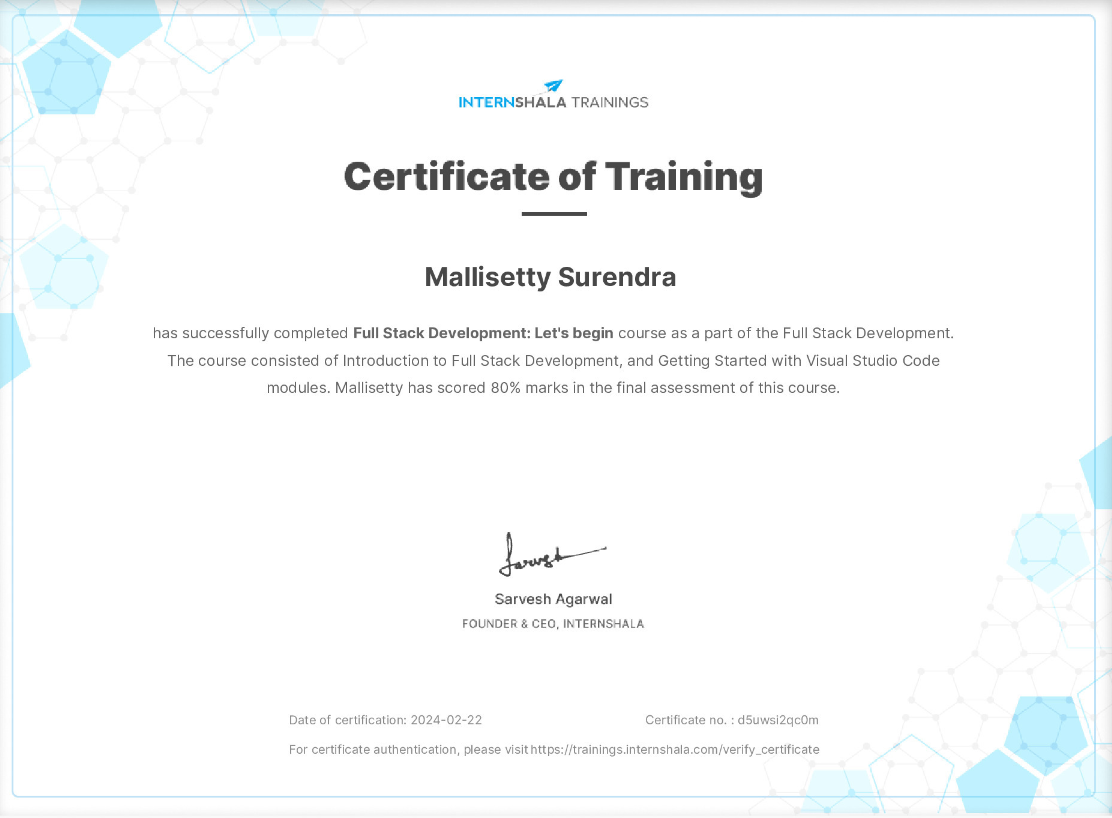 INTERNSHALA TRAININGS
Certificate of Training
Mallisetty Surendra
has successfully completed Full Stack Development: Let's begin course as a part of the Full Stack Development.
The course consisted of Introduction to Full Stack Development, and Getting Started with Visual Studio Code
modules. Mallisetty has scored 80% marks in the final assessment of this course.
Sarvesh
Sarvesh Agarwal
FOUNDER & CEO, INTERNSHALA
Date of certification: 2024-02-22 Certificate no. : d5uwsi2qc0m
For certificate authentication, please visit https://trainings.internshala.com/verify_certificate